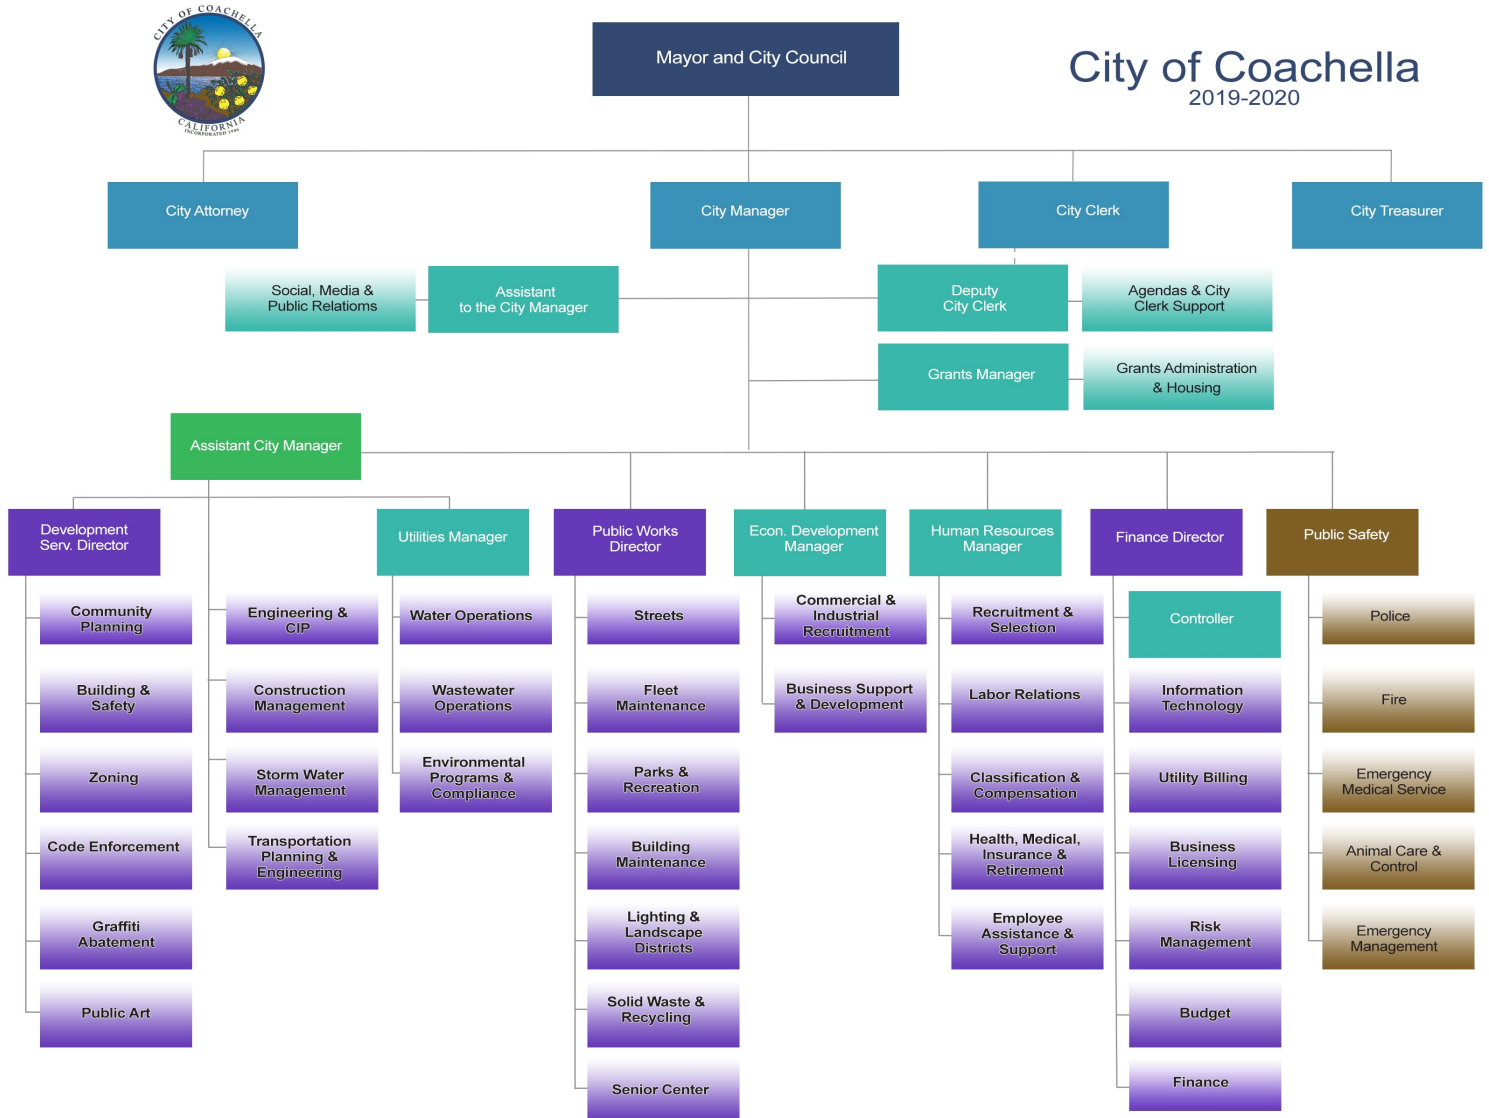 CITY OF COACHELLA
CALIFORNIA
INCORPORATED 1946
Mayor and City Council
City of Coachella
2019-2020
City Attorney
City Manager
City Clerk
City Treasurer
Social, Media &
Public Relatioms
Assistant
to the City Manager
Deputy
City Clerk
Agendas & City
Clerk Support
Grants Manager
Grants Administration
& Housing
Assistant City Manager
Development
Serv. Director
Utilities Manager
Public Works
Director
Econ. Development
Manager
Human Resources
Manager
Finance Director
Public Safety
Community
Planning
Building &
Safety
Zoning
Code Enforcement
Graffiti
Abatement
Public Art
Engineering &
CIP
Construction
Management
Storm Water
Management
Transportation
Planning &
Engineering
Water Operations
Wastewater
Operations
Environmental
Programs &
Compliance
Streets
Fleet
Maintenance
Parks &
Recreation
Building
Maintenance
Lighting &
Landscape
Districts
Solid Waste &
Recycling
Senior Center
Commercial &
Industrial
Recruitment
Business Support
& Development
Recruitment &
Selection
Labor Relations
Classification &
Compensation
Health, Medical,
Insurance &
Retirement
Employee
Assistance &
Support
Controller
Information
Technology
Utility Billing
Business
Licensing
Risk
Management
Budget
Finance
Police
Fire
Emergency
Medical Service
Animal Care &
Control
Emergency
Management